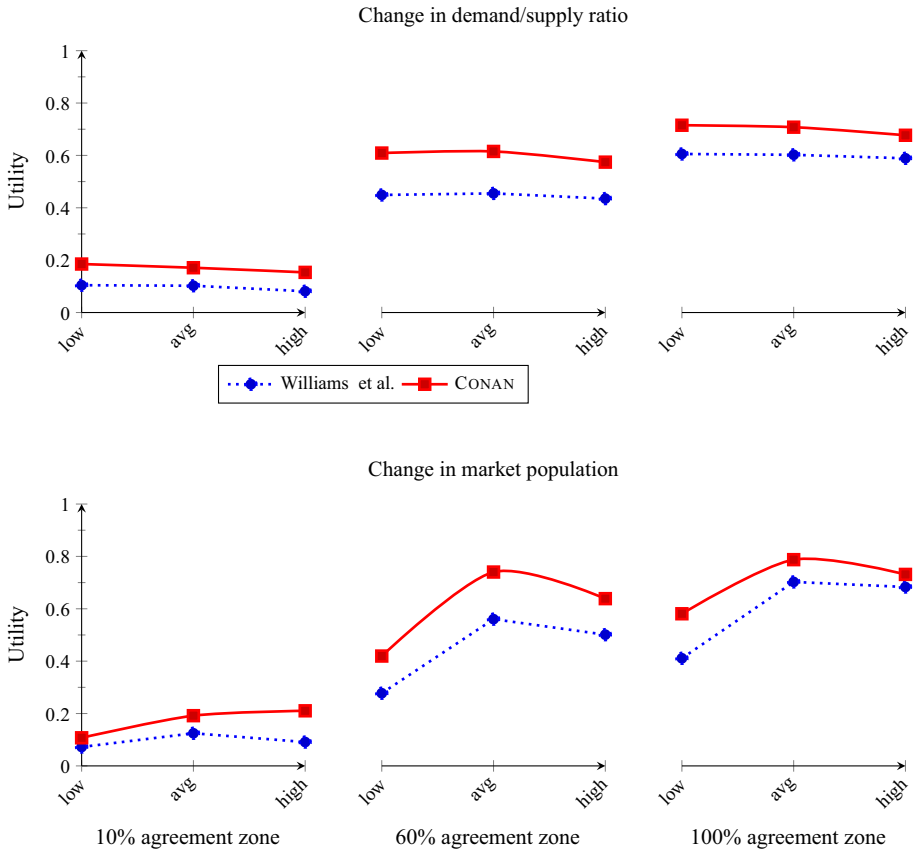 Change in demand/supply ratio
1
0.8
0.6
0.4
0.2
0
Utility
low avg high low avg high low avg high
Williams et al. CONAN
Change in market population
1
0.8
0.6
0.4
0.2
0
Utility
low avg high low avg high low avg high
10% agreement zone 60% agreement zone 100% agreement zone